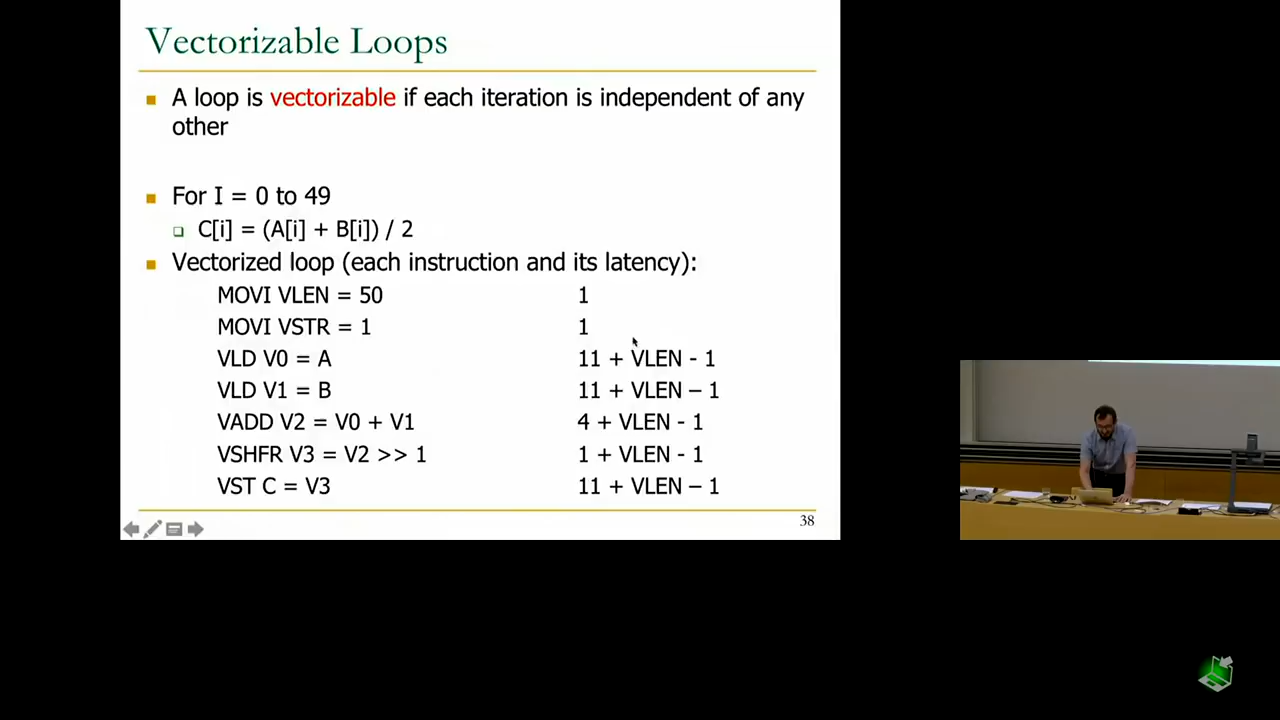 Vectorizable Loops
A loop is vectorizable if each iteration is independent of any
other
For I = 0 to 49
C[i] = (A[i] + B[i]) / 2
Vectorized loop (each instruction and its latency):
MOVI VLEN = 50 1
MOVI VSTR = 1 1
VLD V0 = A 11 + VLEN - 1
VLD V1 = B 11 + VLEN – 1
VADD V2 = V0 + V1 4 + VLEN - 1
VSHFR V3 = V2 >> 1 1 + VLEN - 1
VST C = V3 11 + VLEN – 1
38